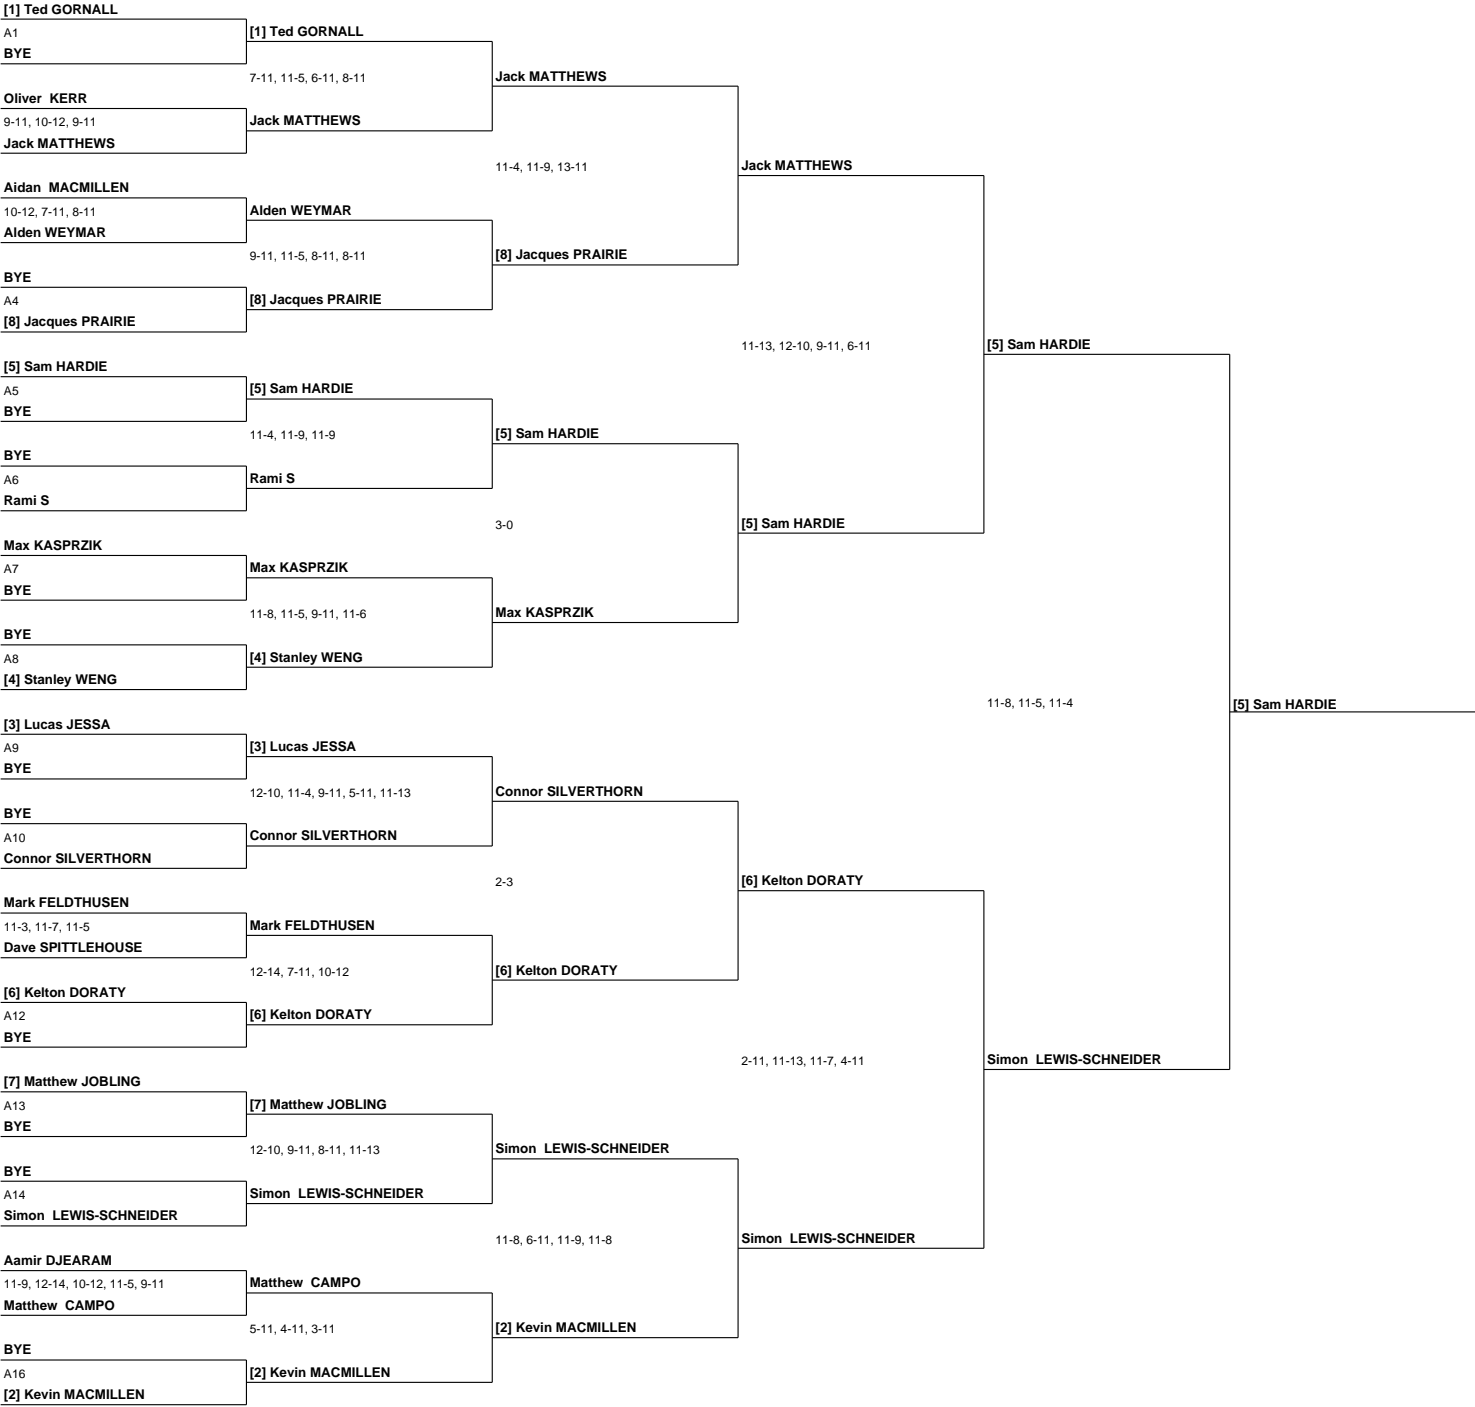 [1] Ted GORNALL
A1
[1] Ted GORNALL
BYE
7-11, 11-5, 6-11, 8-11
Jack MATTHEWS
Oliver KERR
9-11, 10-12, 9-11
Jack MATTHEWS
Jack MATTHEWS
11-4, 11-9, 13-11
Jack MATTHEWS
Aidan MACMILLEN
10-12, 7-11, 8-11
Alden WEYMAR
Alden WEYMAR
9-11, 11-5, 8-11, 8-11
[8] Jacques PRAIRIE
BYE
A4
[8] Jacques PRAIRIE
[8] Jacques PRAIRIE
11-13, 12-10, 9-11, 6-11
[5] Sam HARDIE
[5] Sam HARDIE
A5
[5] Sam HARDIE
BYE
11-4, 11-9, 11-9
[5] Sam HARDIE
BYE
A6
Rami S
Rami S
3-0
[5] Sam HARDIE
Max KASPRZIK
A7
Max KASPRZIK
BYE
11-8, 11-5, 9-11, 11-6
Max KASPRZIK
BYE
A8
[4] Stanley WENG
[4] Stanley WENG
11-8, 11-5, 11-4
[5] Sam HARDIE
[3] Lucas JESSA
A9
[3] Lucas JESSA
BYE
12-10, 11-4, 9-11, 5-11, 11-13
Connor SILVERTHORN
BYE
A10
Connor SILVERTHORN
Connor SILVERTHORN
2-3
[6] Kelton DORATY
Mark FELDTHUSEN
11-3, 11-7, 11-5
Mark FELDTHUSEN
Dave SPITTLEHOUSE
12-14, 7-11, 10-12
[6] Kelton DORATY
[6] Kelton DORATY
A12
[6] Kelton DORATY
BYE
2-11, 11-13, 11-7, 4-11
Simon LEWIS-SCHNEIDER
[7] Matthew JOBLING
A13
[7] Matthew JOBLING
BYE
12-10, 9-11, 8-11, 11-13
Simon LEWIS-SCHNEIDER
BYE
A14
Simon LEWIS-SCHNEIDER
Simon LEWIS-SCHNEIDER
11-8, 6-11, 11-9, 11-8
Simon LEWIS-SCHNEIDER
Aamir DJEARAM
11-9, 12-14, 10-12, 11-5, 9-11
Matthew CAMPO
Matthew CAMPO
5-11, 4-11, 3-11
[2] Kevin MACMILLEN
BYE
A16
[2] Kevin MACMILLEN
[2] Kevin MACMILLEN